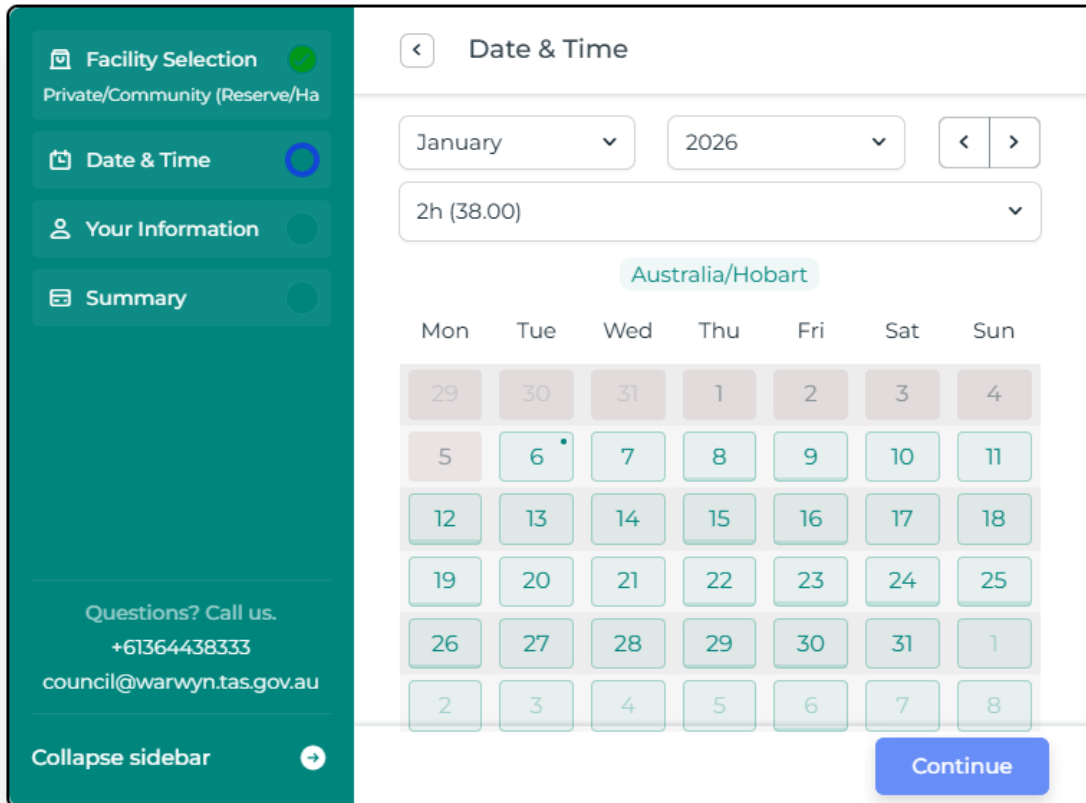 Facility Selection
Private/Community (Reserve/Ha
Date & Time
Your Information
Summary
Questions? Call us.
+61364438333
council@warwyn.tas.gov.au
Collapse sidebar
Date & Time
January 2026
2h (38.00)
Australia/Hobart
Mon Tue Wed Thu Fri Sat Sun
29 30 31 1 2 3 4
5 6 7 8 9 10 11
12 13 14 15 16 17 18
19 20 21 22 23 24 25
26 27 28 29 30 31 1
2 3 4 5 6 7 8
Continue